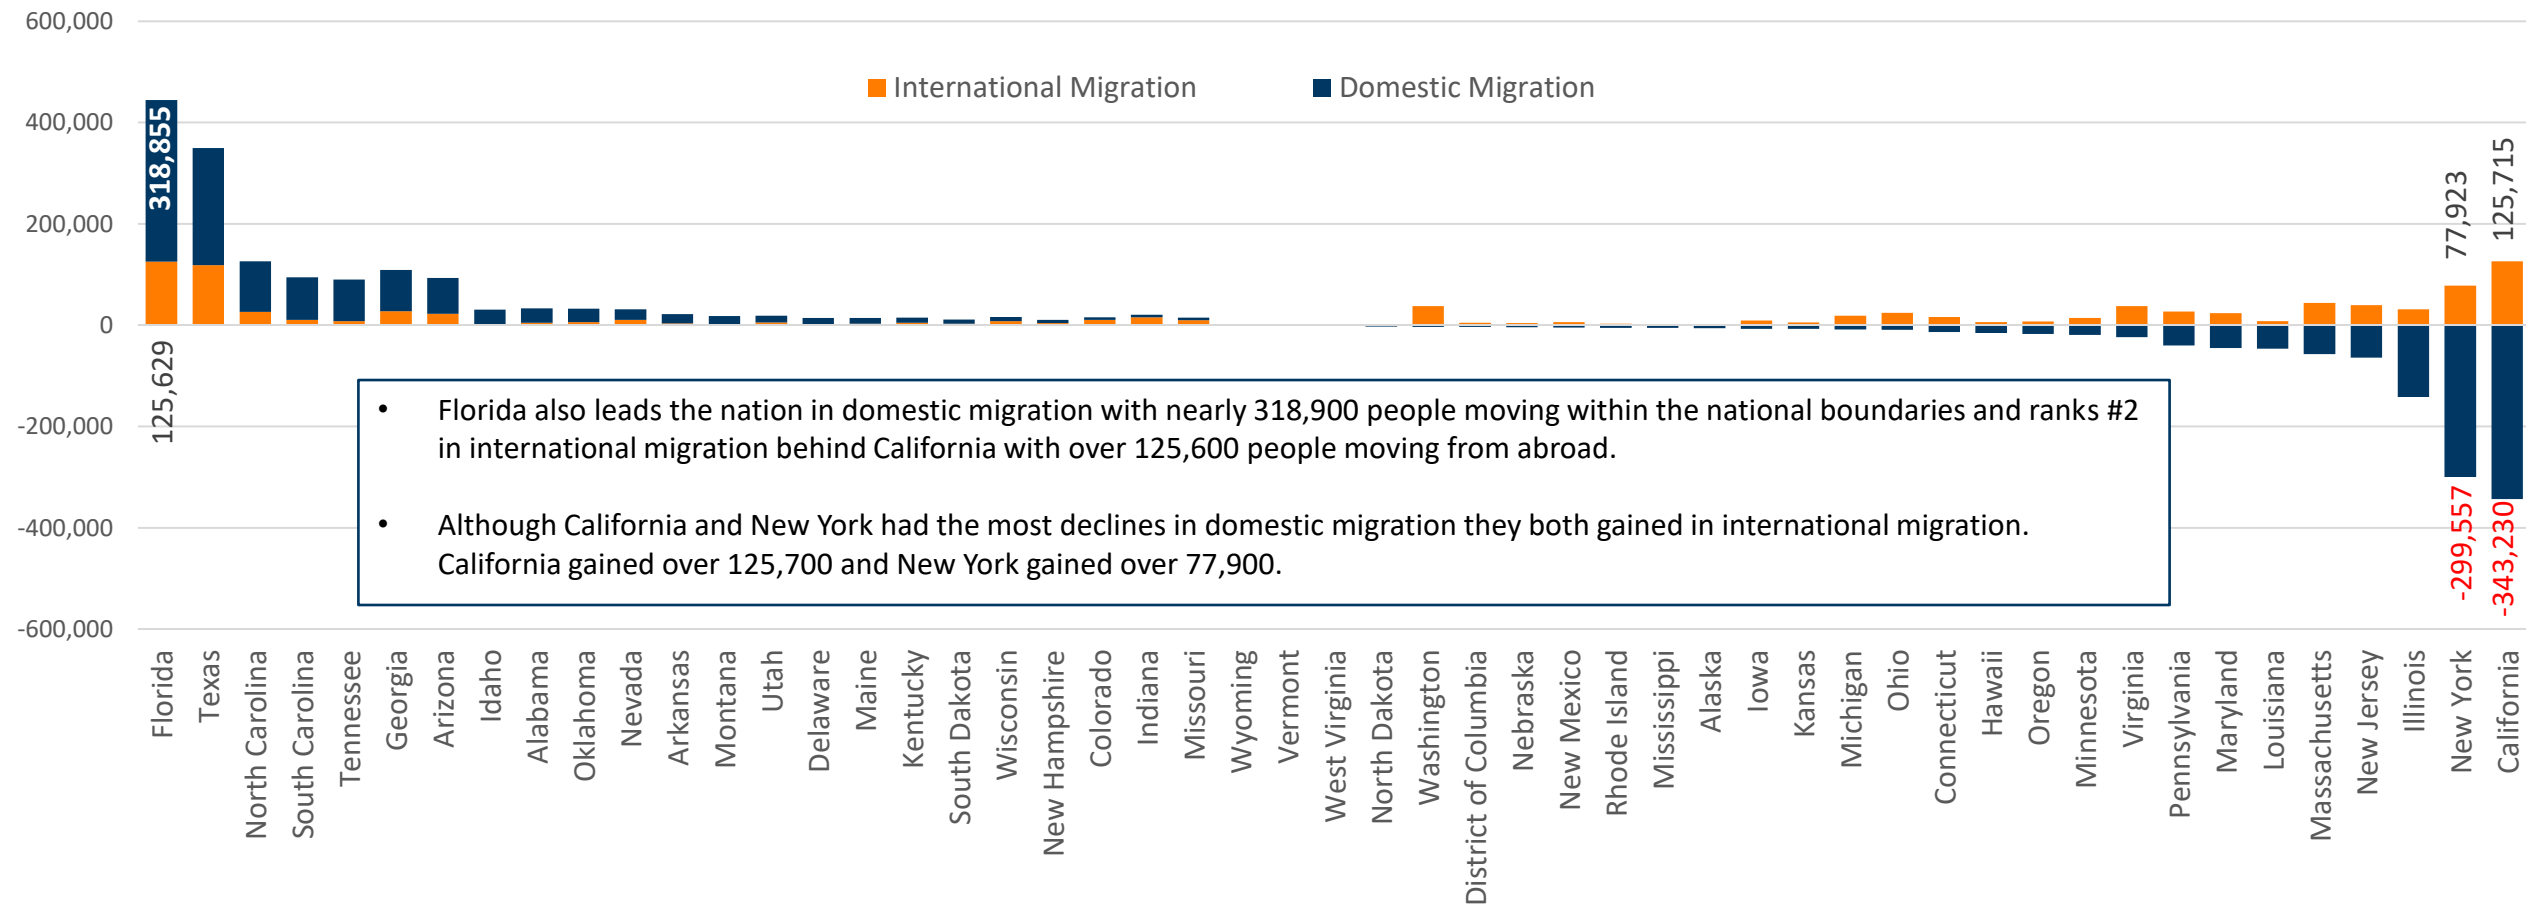 600,000
400,000
200,000
0
-200,000
-400,000
-600,000
International Migration
Domestic Migration
318,855
125,629
77,923
125,715
-299,557
-343,230
• Florida also leads the nation in domestic migration with nearly 318,900 people moving within the national boundaries and ranks #2
in international migration behind California with over 125,600 people moving from abroad.
• Although California and New York had the most declines in domestic migration they both gained in international migration.
California gained over 125,700 and New York gained over 77,900.
Florida
Texas
North Carolina
South Carolina
Tennessee
Georgia
Arizona
Idaho
Alabama
Oklahoma
Nevada
Arkansas
Montana
Utah
Delaware
Maine
Kentucky
South Dakota
Wisconsin
New Hampshire
Colorado
Indiana
Missouri
Wyoming
Vermont
West Virginia
North Dakota
Washington
District of Columbia
Nebraska
New Mexico
Rhode Island
Mississippi
Alaska
Iowa
Kansas
Michigan
Ohio
Connecticut
Hawaii
Oregon
Minnesota
Virginia
Pennsylvania
Maryland
Louisiana
Massachusetts
New Jersey
Illinois
New York
California